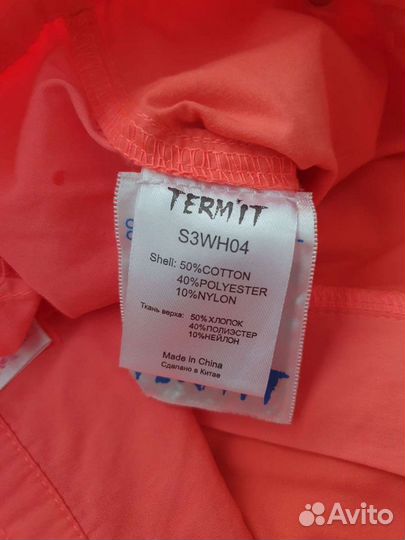 TERM'IT
S3WH04
Shell: 50%COTTON
40%POLYESTER
10%NYLON
Ткань верха: 50%ХЛОПОК
40%ПОЛИЭСТЕР
10%НЕЙЛОН
Made in China
Сделано в Китае
Avito